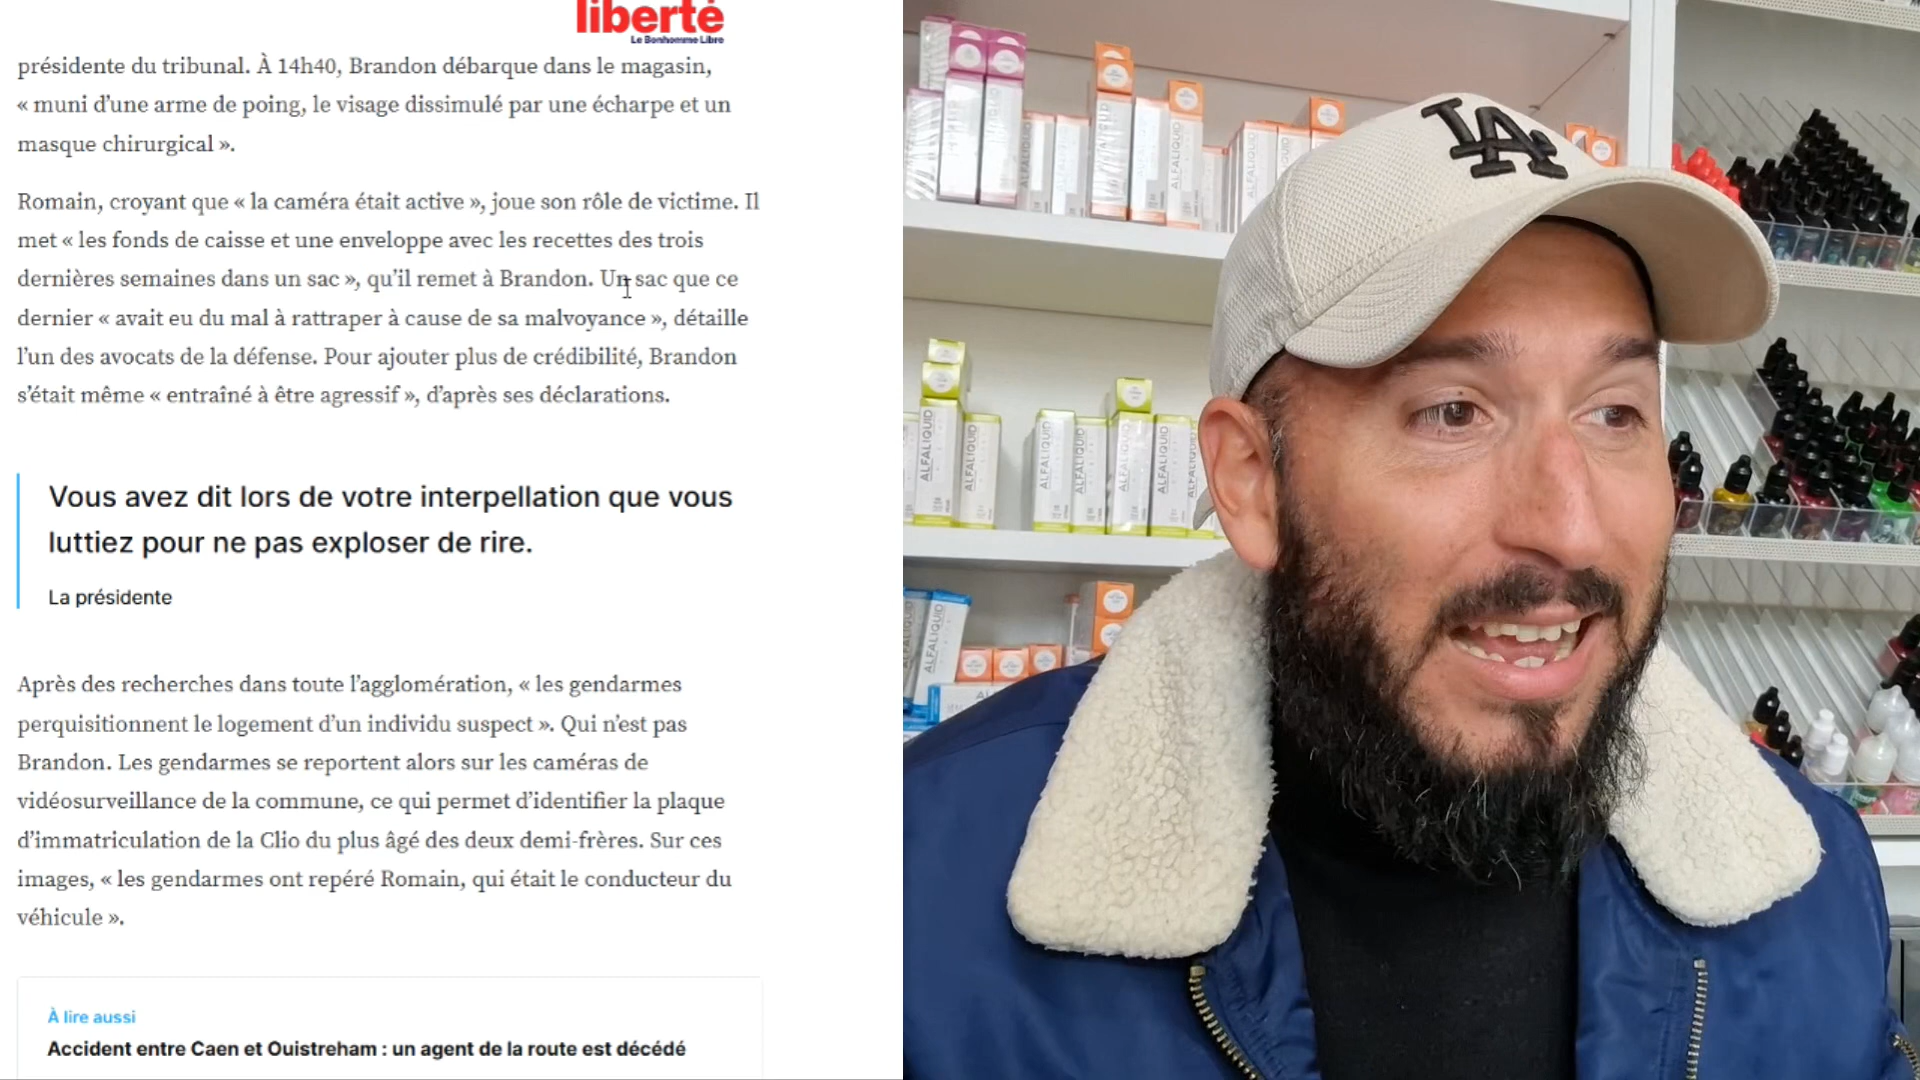 liberté
Le Bonhomme Libre
présidente du tribunal. À 14h40, Brandon débarque dans le magasin,
« muni d’une arme de poing, le visage dissimulé par une écharpe et un
masque chirurgical ».
Romain, croyant que « la caméra était active », joue son rôle de victime. Il
met « les fonds de caisse et une enveloppe avec les recettes des trois
dernières semaines dans un sac », qu’il remet à Brandon. Un sac que ce
dernier « avait eu du mal à rattraper à cause de sa malvoyance », détaille
l’un des avocats de la défense. Pour ajouter plus de crédibilité, Brandon
s’était même « entraîné à être agressif », d’après ses déclarations.
Vous avez dit lors de votre interpellation que vous
luttiez pour ne pas exploser de rire.
La présidente
Après des recherches dans toute l’agglomération, « les gendarmes
perquisitionnent le logement d’un individu suspect ». Qui n’est pas
Brandon. Les gendarmes se reportent alors sur les caméras de
vidéosurveillance de la commune, ce qui permet d’identifier la plaque
d’immatriculation de la Clio du plus âgé des deux demi-frères. Sur ces
images, « les gendarmes ont repéré Romain, qui était le conducteur du
véhicule ».
À lire aussi
Accident entre Caen et Ouistreham : un agent de la route est décédé
LA
ALFALIQUID
ALFALIQUID
ALFALIQUID
ALFALIQUID
ALFALIQUID
ALFALIQUID
ALFALIQUID